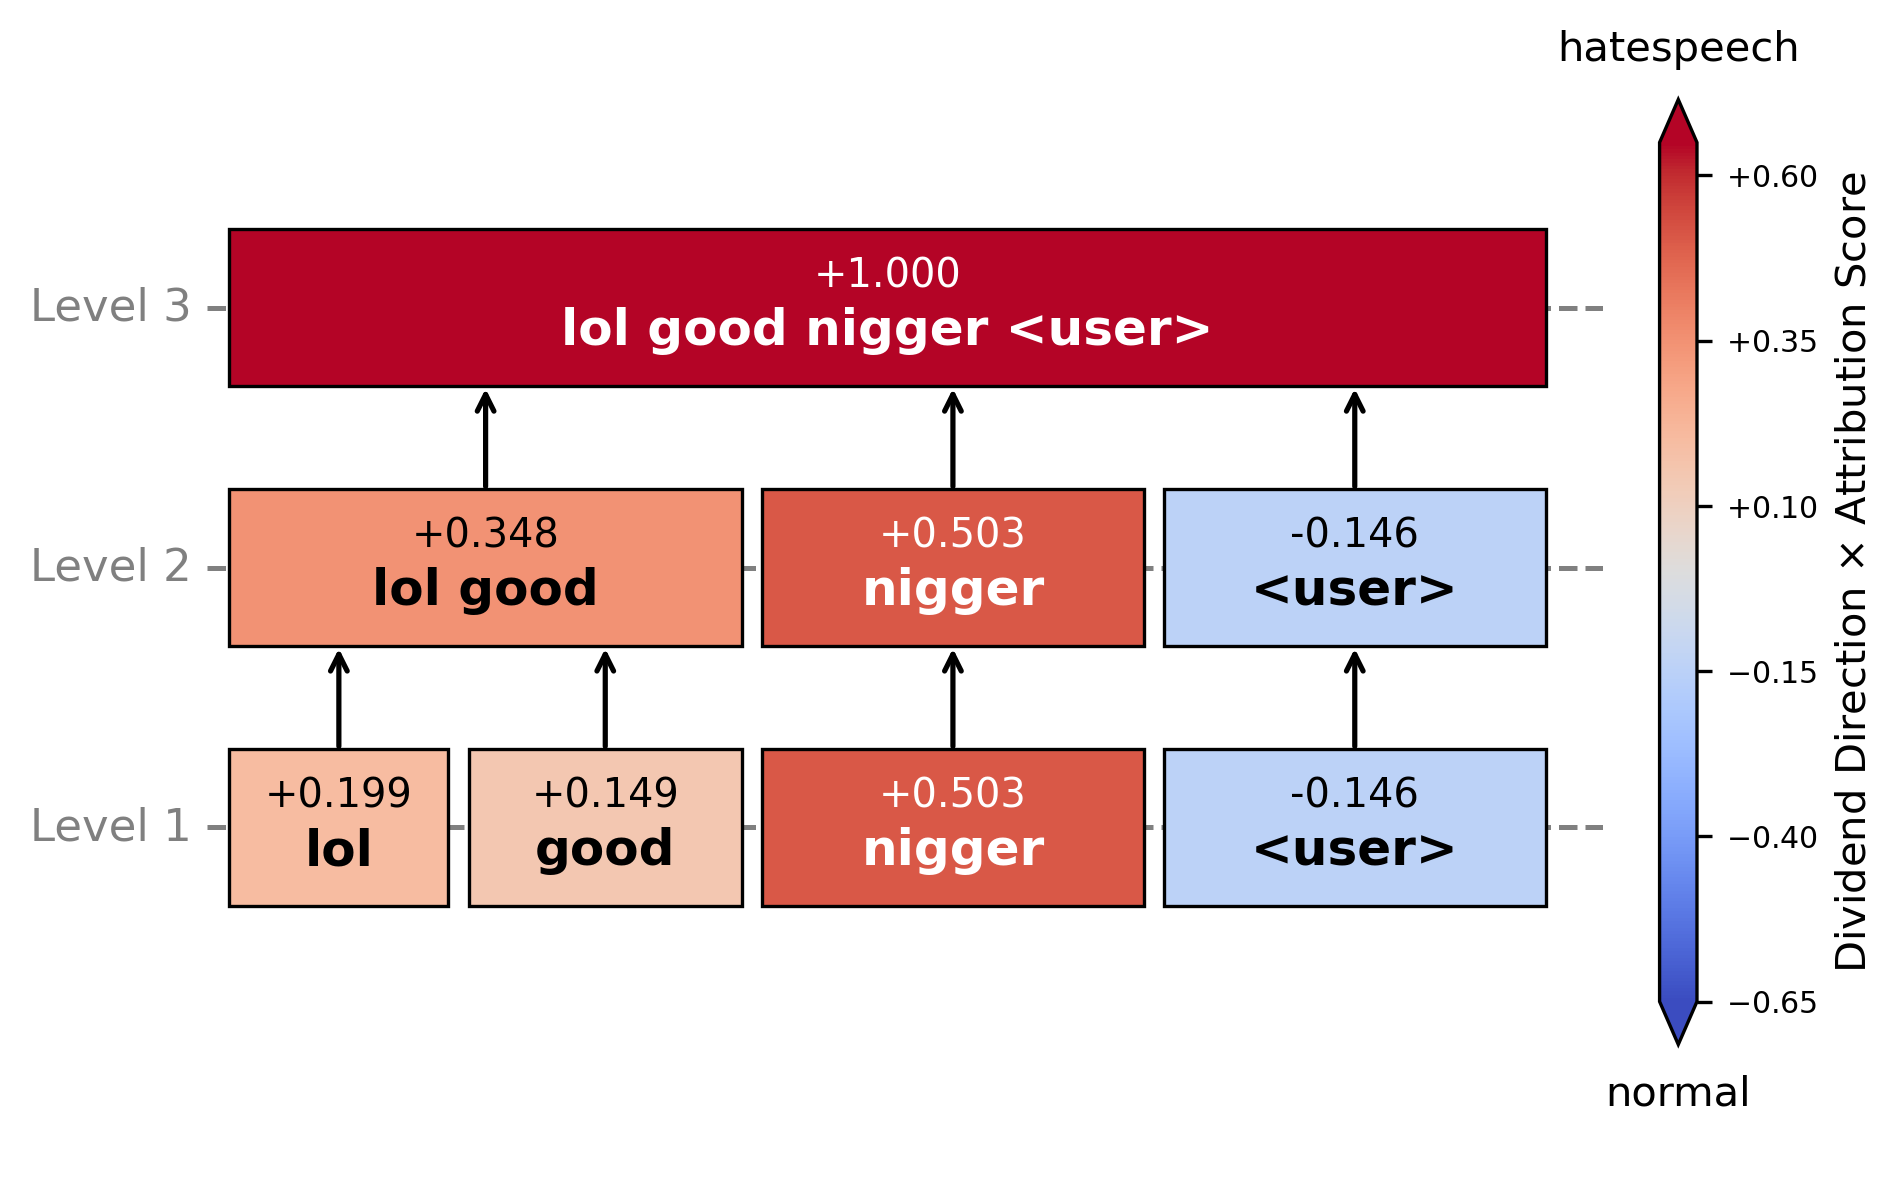 hatespeech
+0.60
+0.35
+0.10
−0.15
−0.40
−0.65
normal
Dividend Direction × Attribution Score
Level 3
+1.000
lol good nigger <user>
Level 2
+0.348
lol good
+0.503
nigger
-0.146
<user>
Level 1
+0.199
lol
+0.149
good
+0.503
nigger
-0.146
<user>